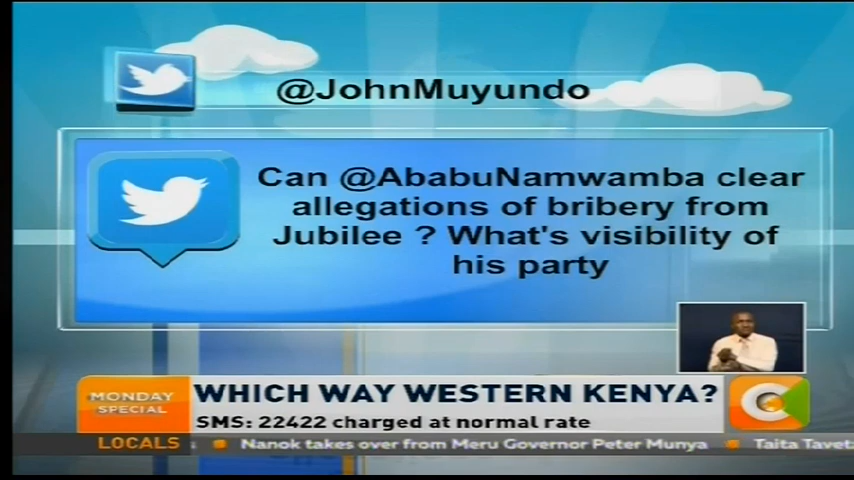 @JohnMuyundo
Can @AbabuNamwamba clear
allegations of bribery from
Jubilee ? What's visibility of
his party
MONDAY
SPECIAL
WHICH WAY WESTERN KENYA?
SMS: 22422 charged at normal rate
LOCALS
Nanok takes over from Meru Governor Peter Munya
Taita Tavet